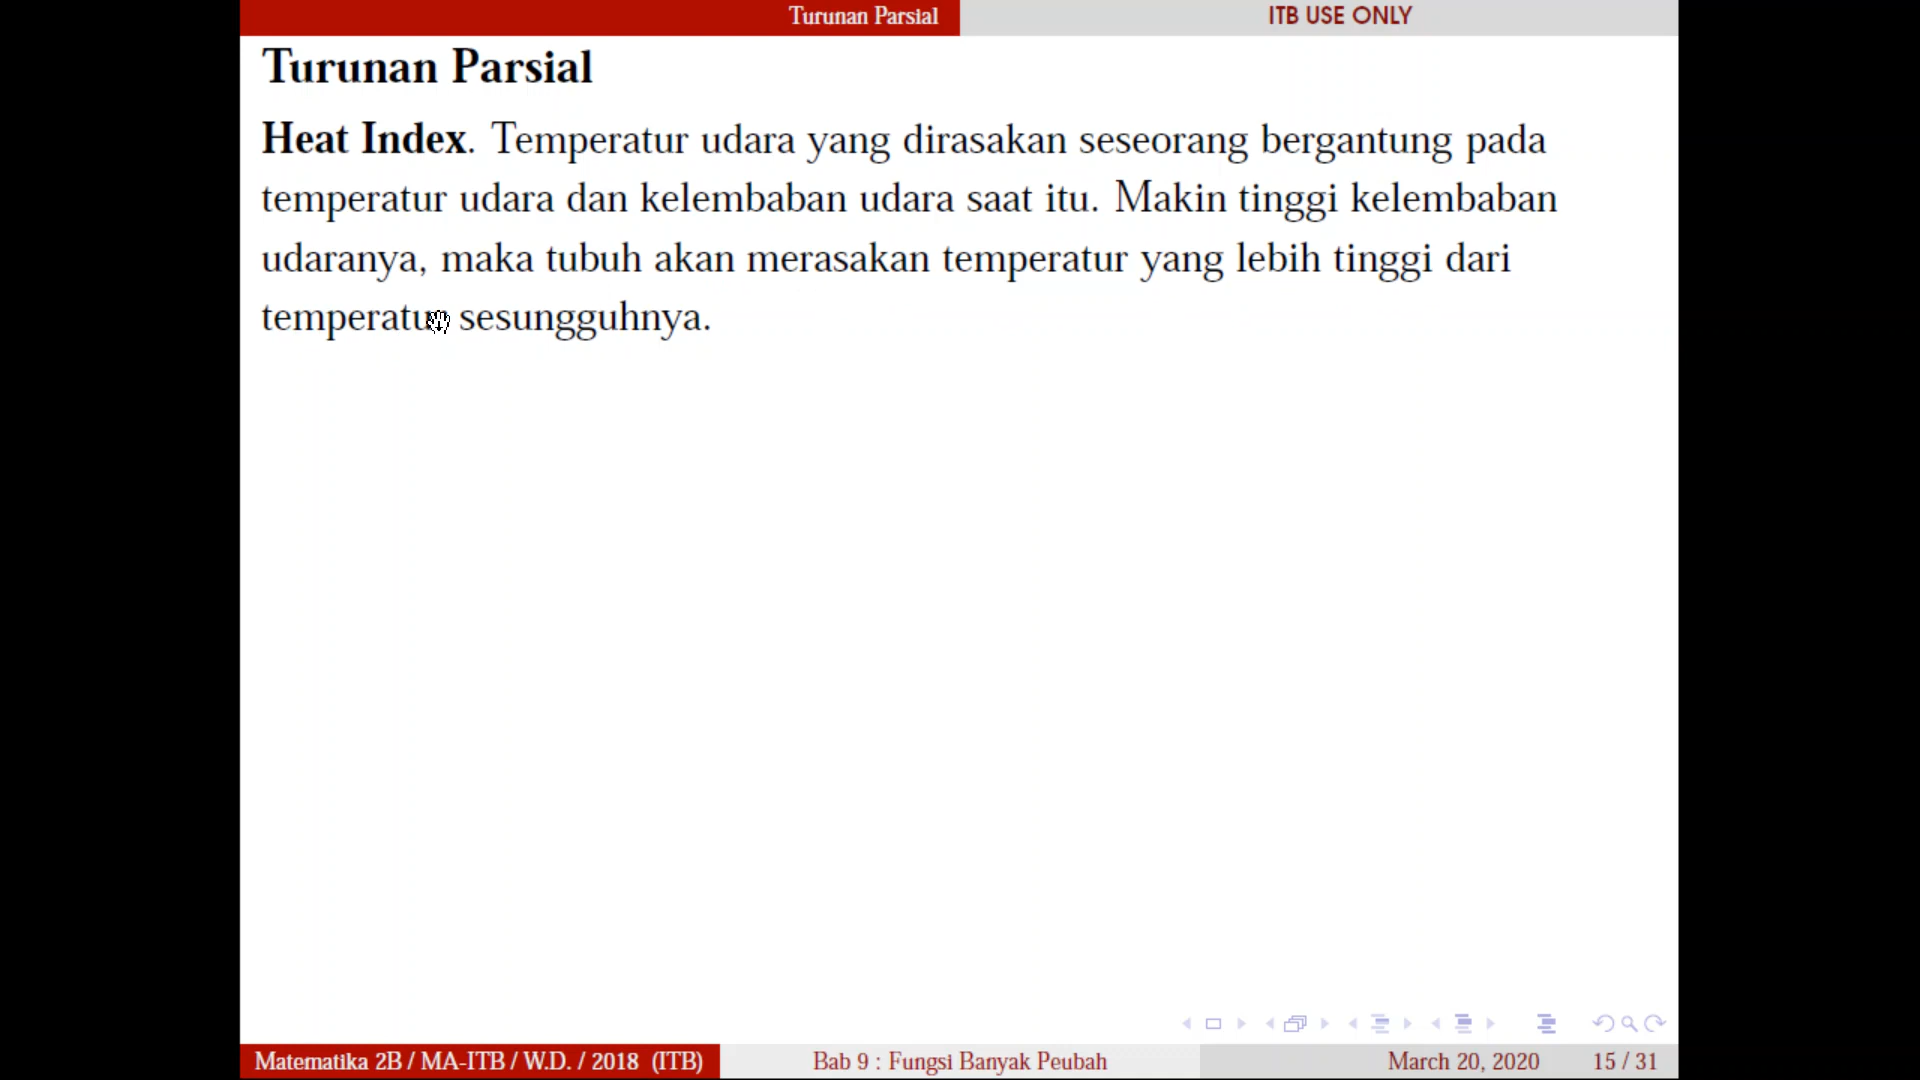 Turunan Parsial
ITB USE ONLY
Turunan Parsial
Heat Index. Temperatur udara yang dirasakan seseorang bergantung pada
temperatur udara dan kelembaban udara saat itu. Makin tinggi kelembaban
udaranya, maka tubuh akan merasakan temperatur yang lebih tinggi dari
temperatur sesungguhnya.
Matematika 2B / MA-ITB / W.D. / 2018 (ITB)
Bab 9 : Fungsi Banyak Peubah
March 20, 2020
15 / 31